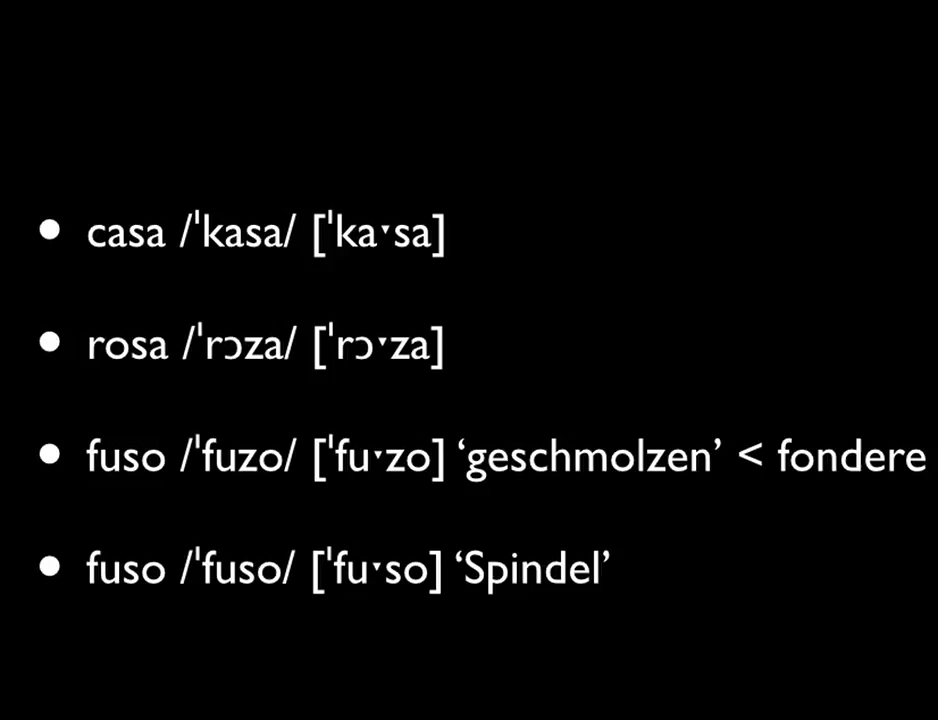 • casa /ˈkasa/ [ˈkaˑsa]
• rosa /ˈrɔza/ [ˈrɔˑza]
• fuso /ˈfuzo/ [ˈfuˑzo] ‘geschmolzen’ < fondere
• fuso /ˈfuso/ [ˈfuˑso] ‘Spindel’